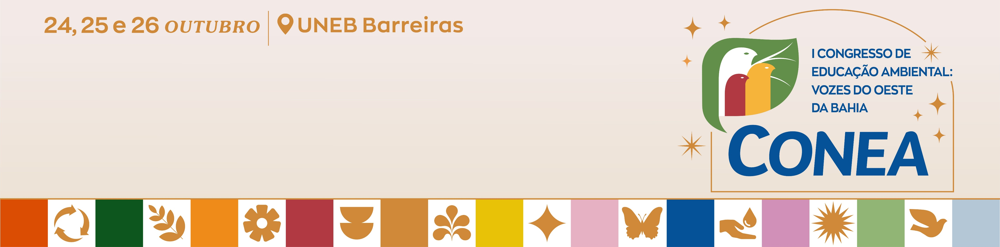 24, 25 e 26 OUTUBRO
UNEB Barreiras
I CONGRESSO DE
EDUCAÇÃO AMBIENTAL:
VOZES DO OESTE
DA BAHIA
CONEA